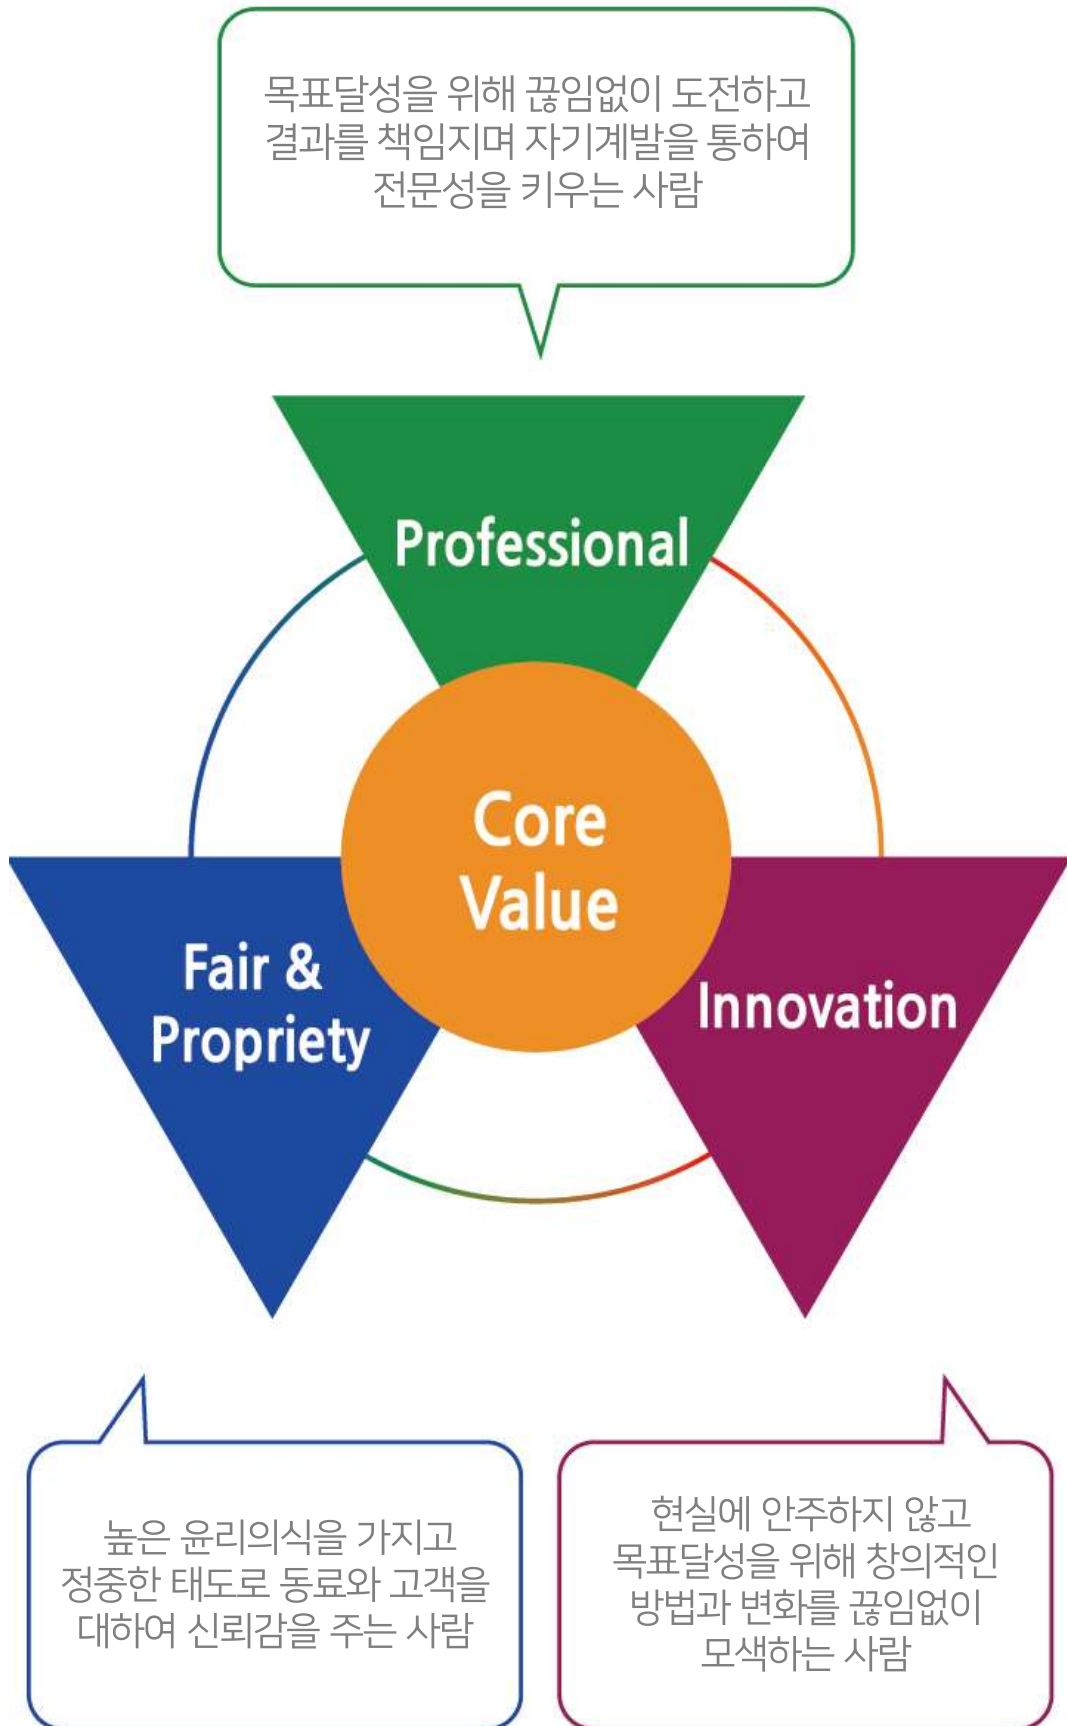 목표달성을 위해 끊임없이 도전하고
결과를 책임지며 자기계발을 통하여
전문성을 키우는 사람
Professional
Core
Value
Fair &
Propriety
Innovation
높은 윤리의식을 가지고
정중한 태도로 동료와 고객을
대하여 신뢰감을 주는 사람
현실에 안주하지 않고
목표달성을 위해 창의적인
방법과 변화를 끊임없이
모색하는 사람